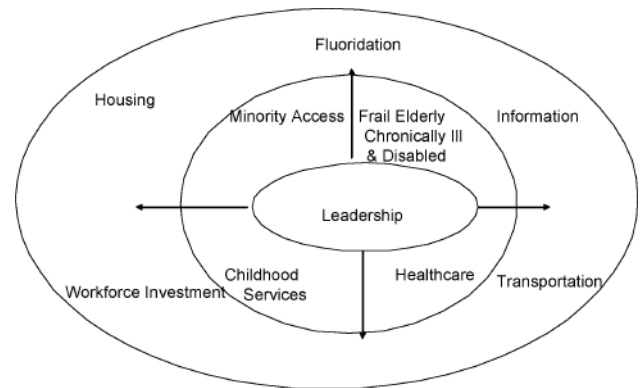 Fluoridation
Housing
Minority Access
Frail Elderly
Chronically Ill
& Disabled
Information
Leadership
Workforce Investment
Childhood
Services
Healthcare
Transportation